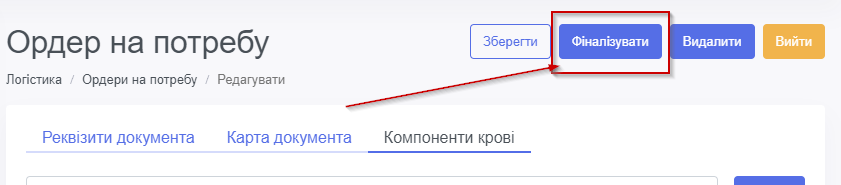 Ордер на потребу
Зберегти Фіналізувати Видалити Вийти
Логістика / Ордери на потребу / Редагувати
Реквізити документа Карта документа Компоненти крові